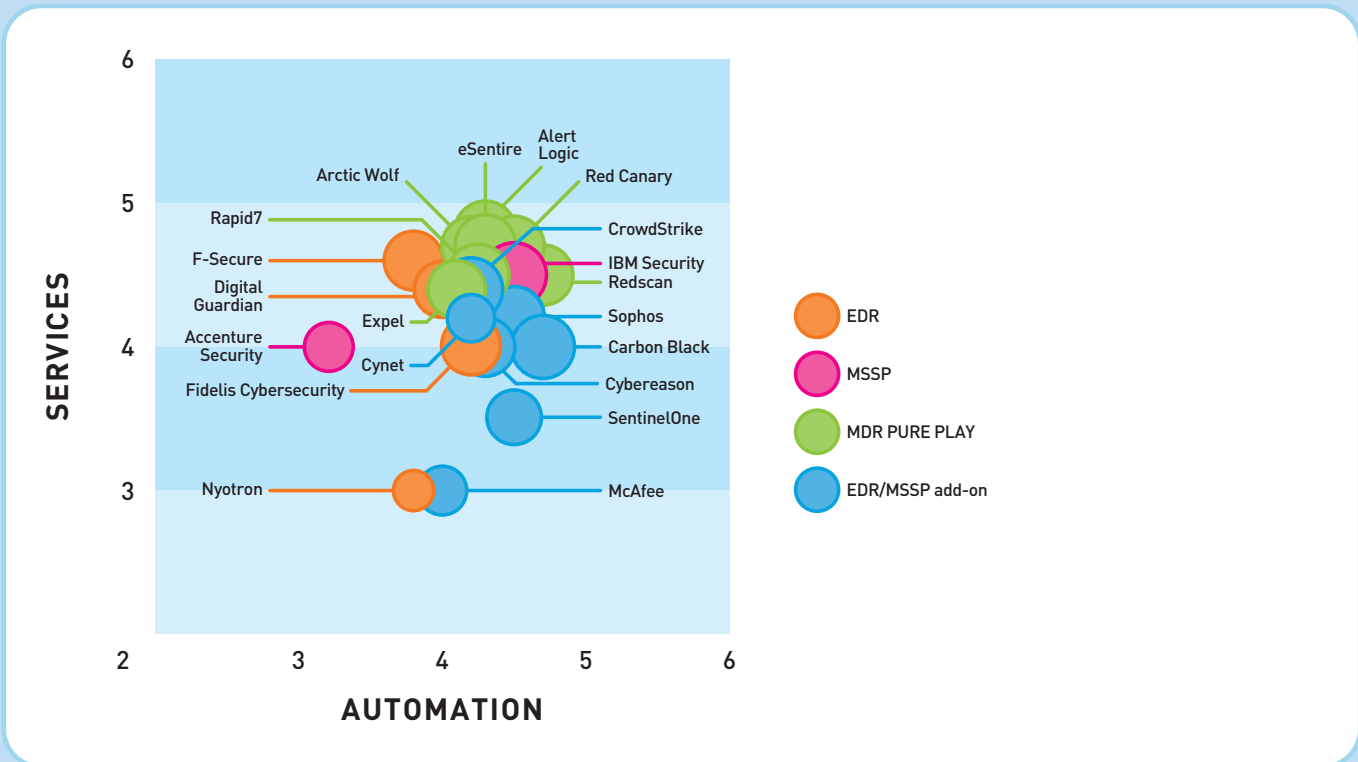 6
5
4
3
2
3
4
5
6
SERVICES
AUTOMATION
eSentire
Alert
Logic
Arctic Wolf
Red Canary
Rapid7
CrowdStrike
F-Secure
IBM Security
Redscan
Digital
Guardian
Expel
Sophos
Accenture
Security
Carbon Black
Cynet
Cybereason
Fidelis Cybersecurity
SentinelOne
Nyotron
McAfee
EDR
MSSP
MDR PURE PLAY
EDR/MSSP add-on